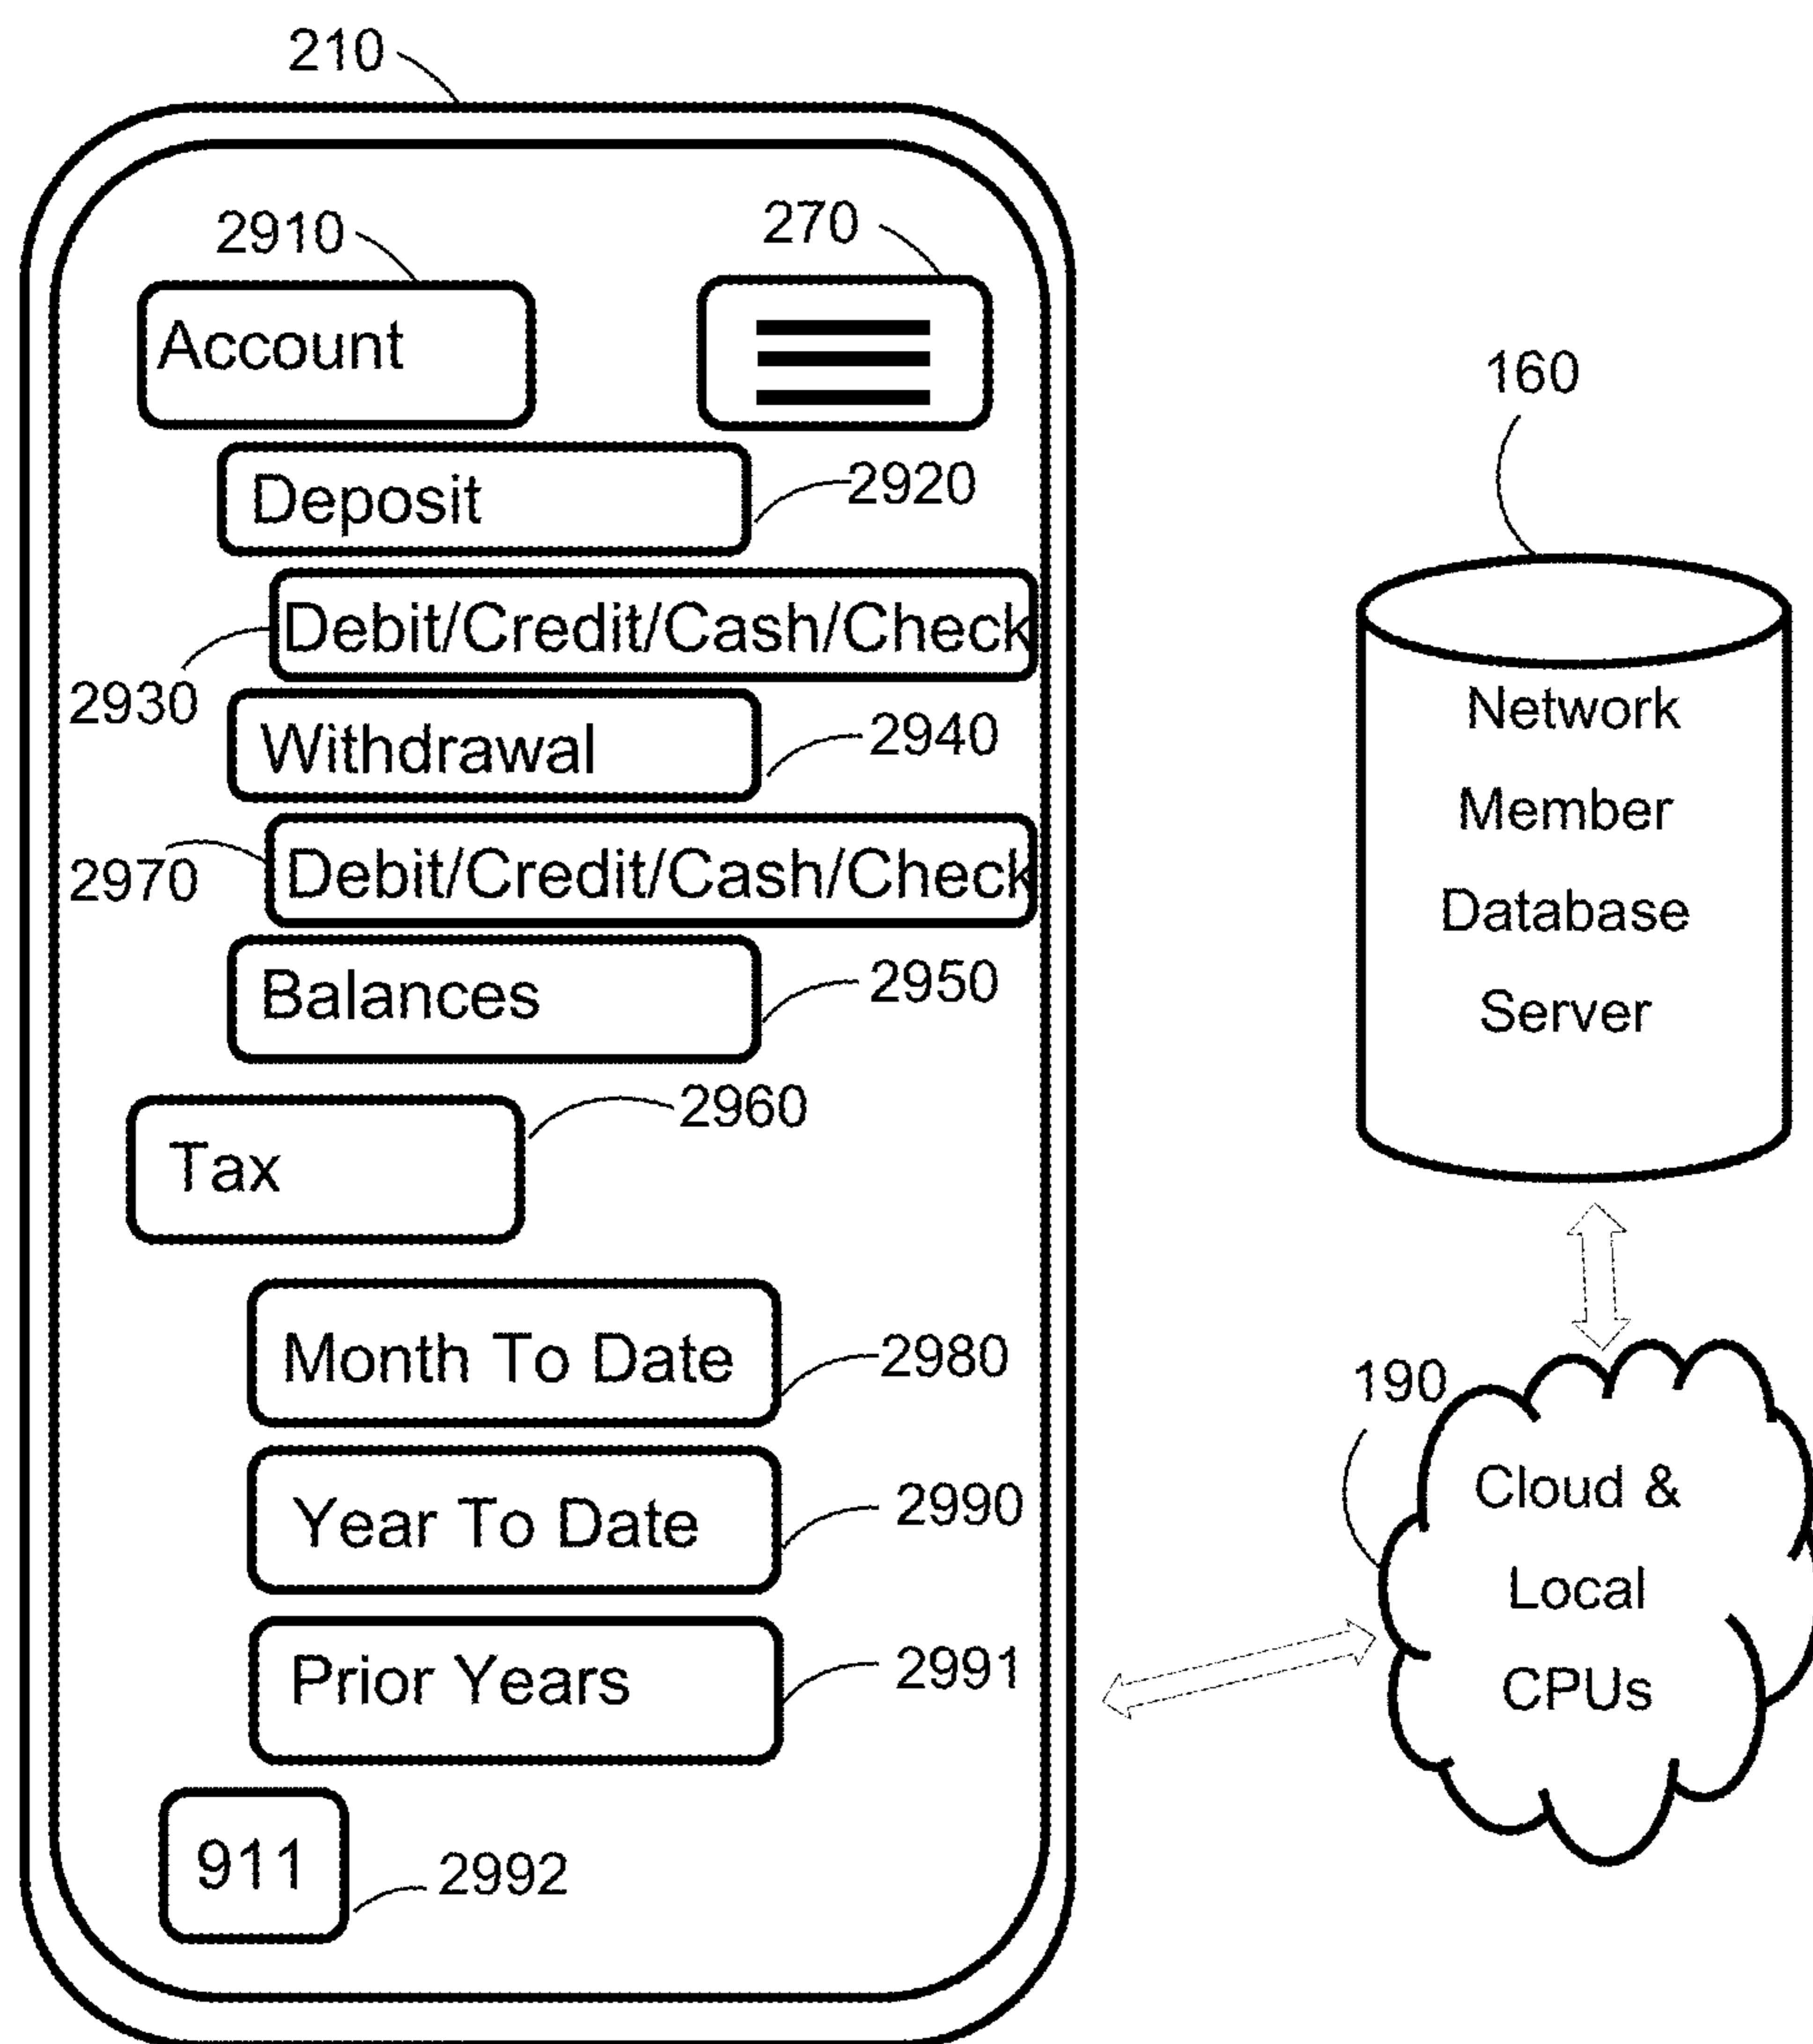 210
2910
270
Account
Deposit
2920
Debit/Credit/Cash/Check
2930
Withdrawal
2940
2970
Debit/Credit/Cash/Check
Balances
2950
2960
Tax
Month To Date
2980
Year To Date
2990
Prior Years
2991
911
2992
160
Network
Member
Database
Server
190
Cloud &
Local
CPUs